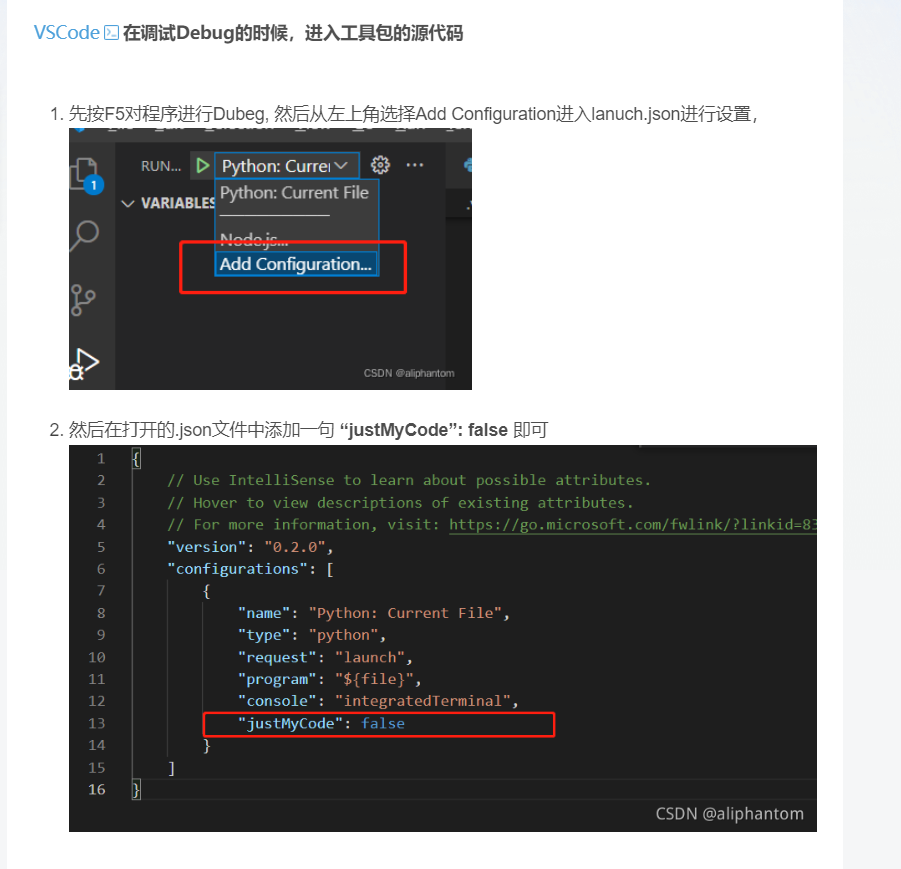 VSCode 在调试Debug的时候，进入工具包的源代码
1. 先按F5对程序进行Dubeg, 然后从左上角选择Add Configuration进入lanuch.json进行设置，
RUN... Python: Currer
Python: Current File
VARIABLES
Node.js...
Add Configuration...
1
CSDN @aliphantom
2. 然后在打开的.json文件中添加一句 “justMyCode”: false 即可
1 {
2 // Use IntelliSense to learn about possible attributes.
3 // Hover to view descriptions of existing attributes.
4 // For more information, visit: https://go.microsoft.com/fwlink/?linkid=83
5 "version": "0.2.0",
6 "configurations": [
7 {
8 "name": "Python: Current File",
9 "type": "python",
10 "request": "launch",
11 "program": "${file}",
12 "console": "integratedTerminal",
13 "justMyCode": false
14 }
15 ]
16 }
CSDN @aliphantom